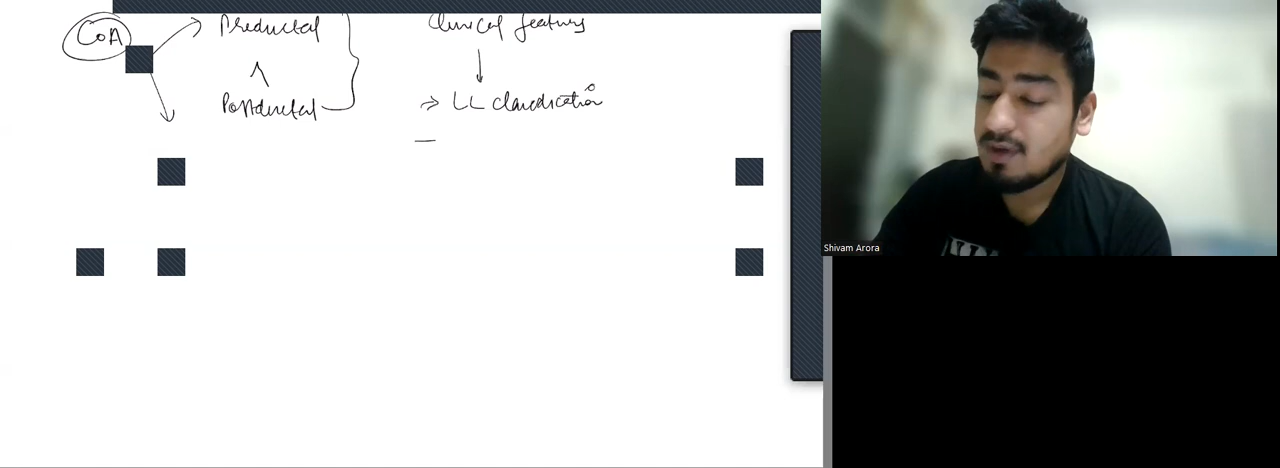 CoA
Preductal
Postductal
Clinical features
⇒ LL claudication
Shivam Arora